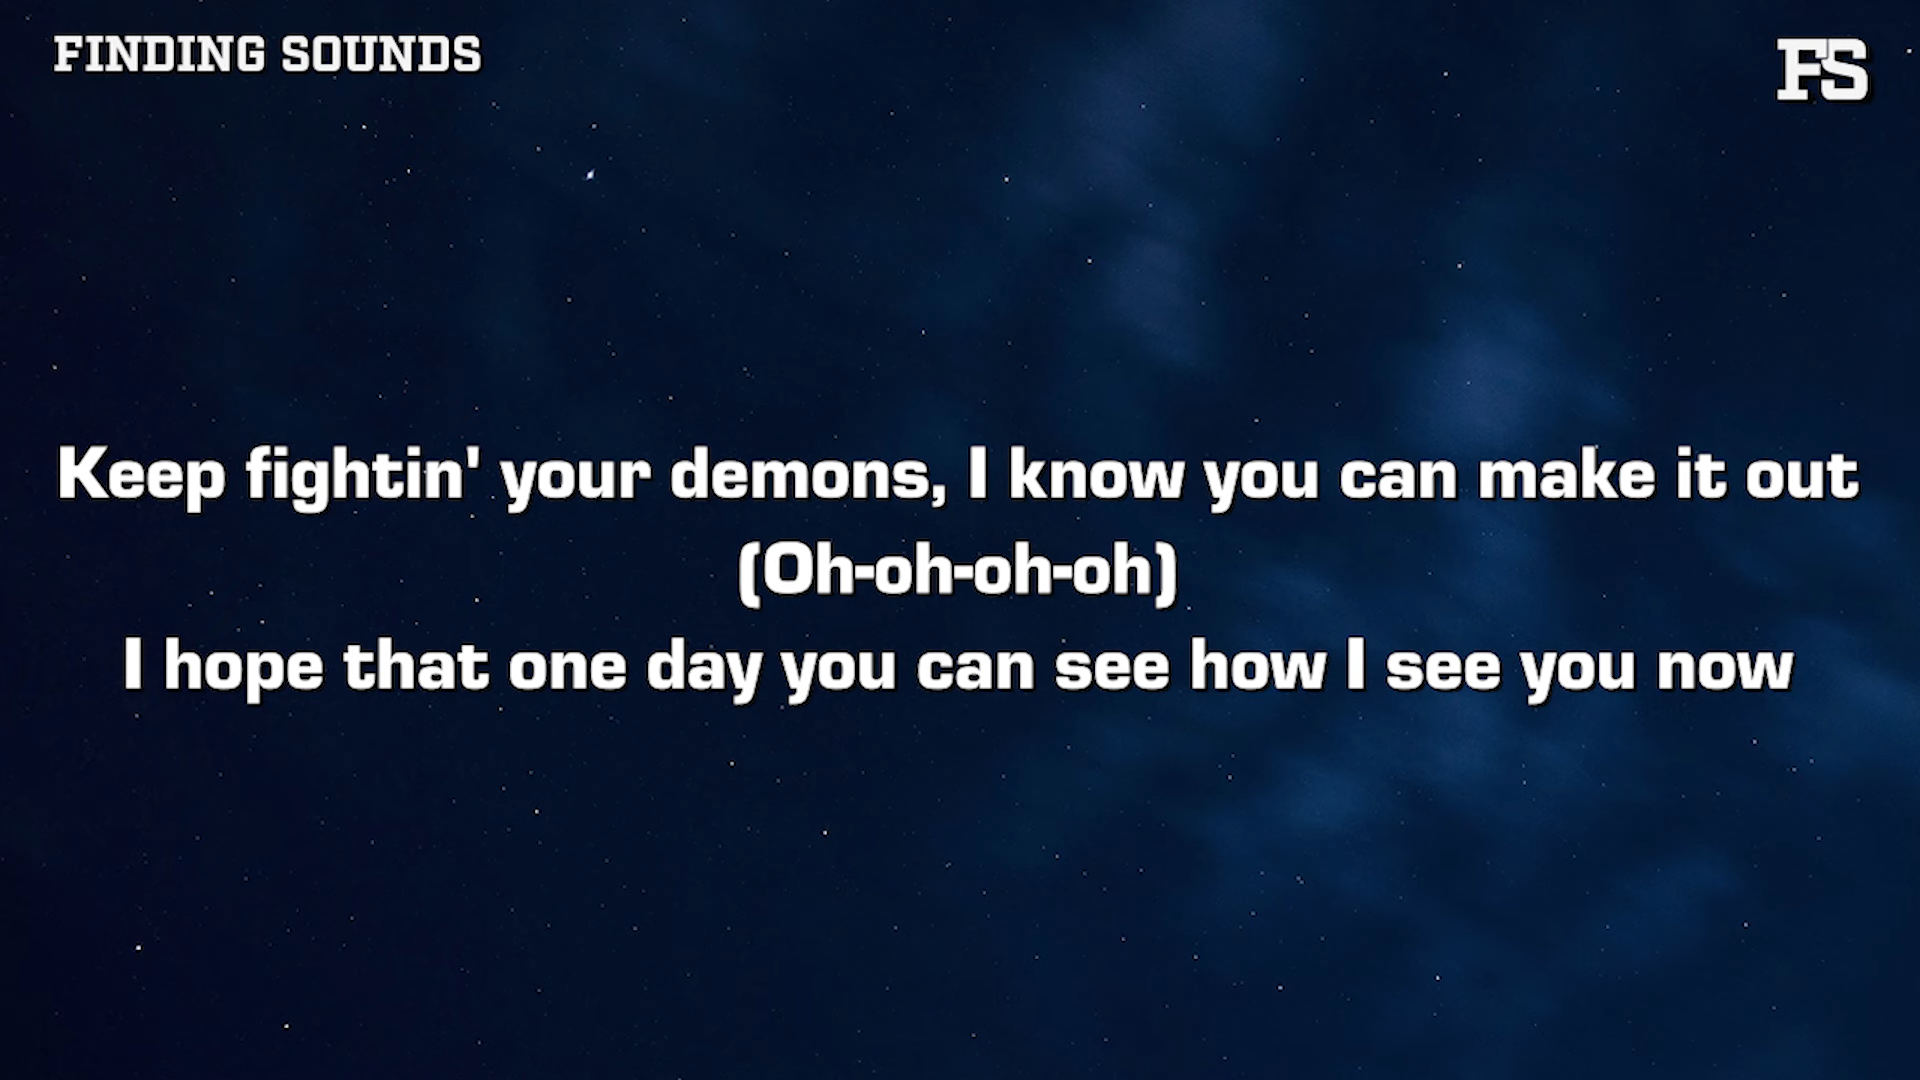 FINDING SOUNDS
FS
Keep fightin' your demons, I know you can make it out
(Oh-oh-oh-oh)
I hope that one day you can see how I see you now